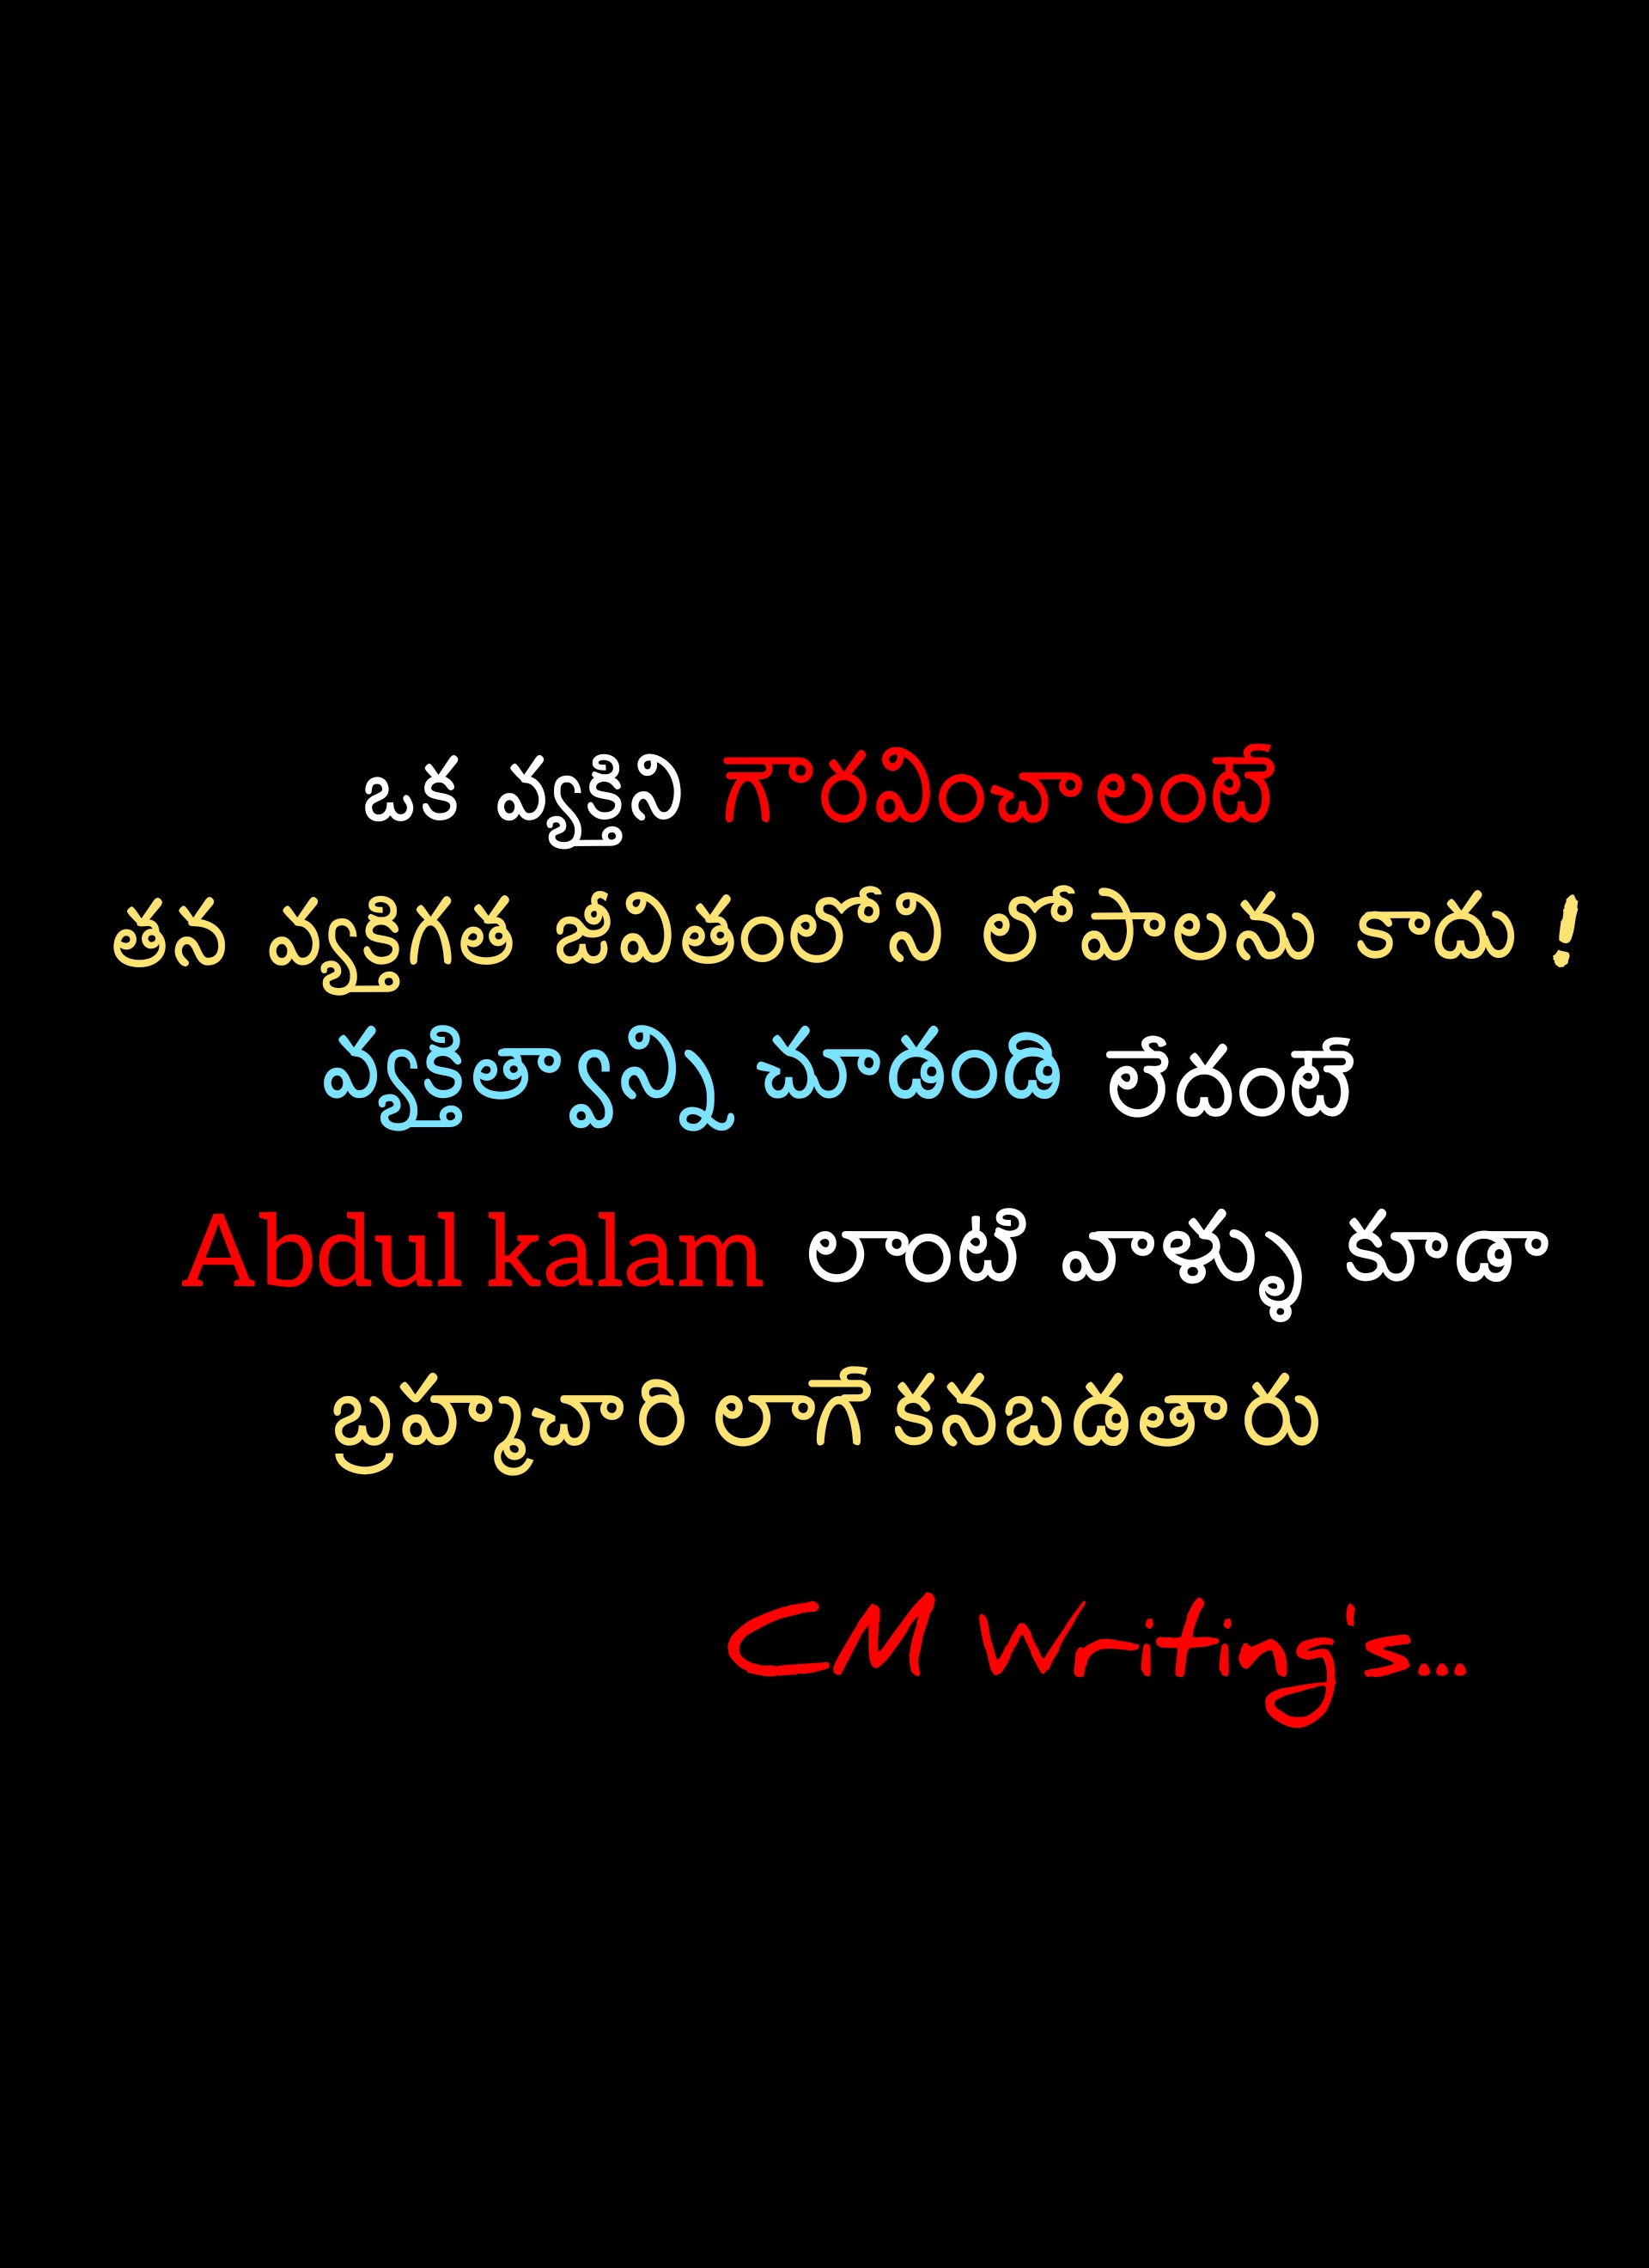 ఒక వ్యక్తిని గౌరవించాలంటే
తన వ్యక్తిగత జీవితంలోని లోపాలను కాదు !
వ్యక్తిత్వాన్ని చూడండి లేదంటే
Abdul kalam లాంటి వాళ్ళు కూడా
బ్రహ్మచారి లాగే కనబడతారు
CM Writing's...